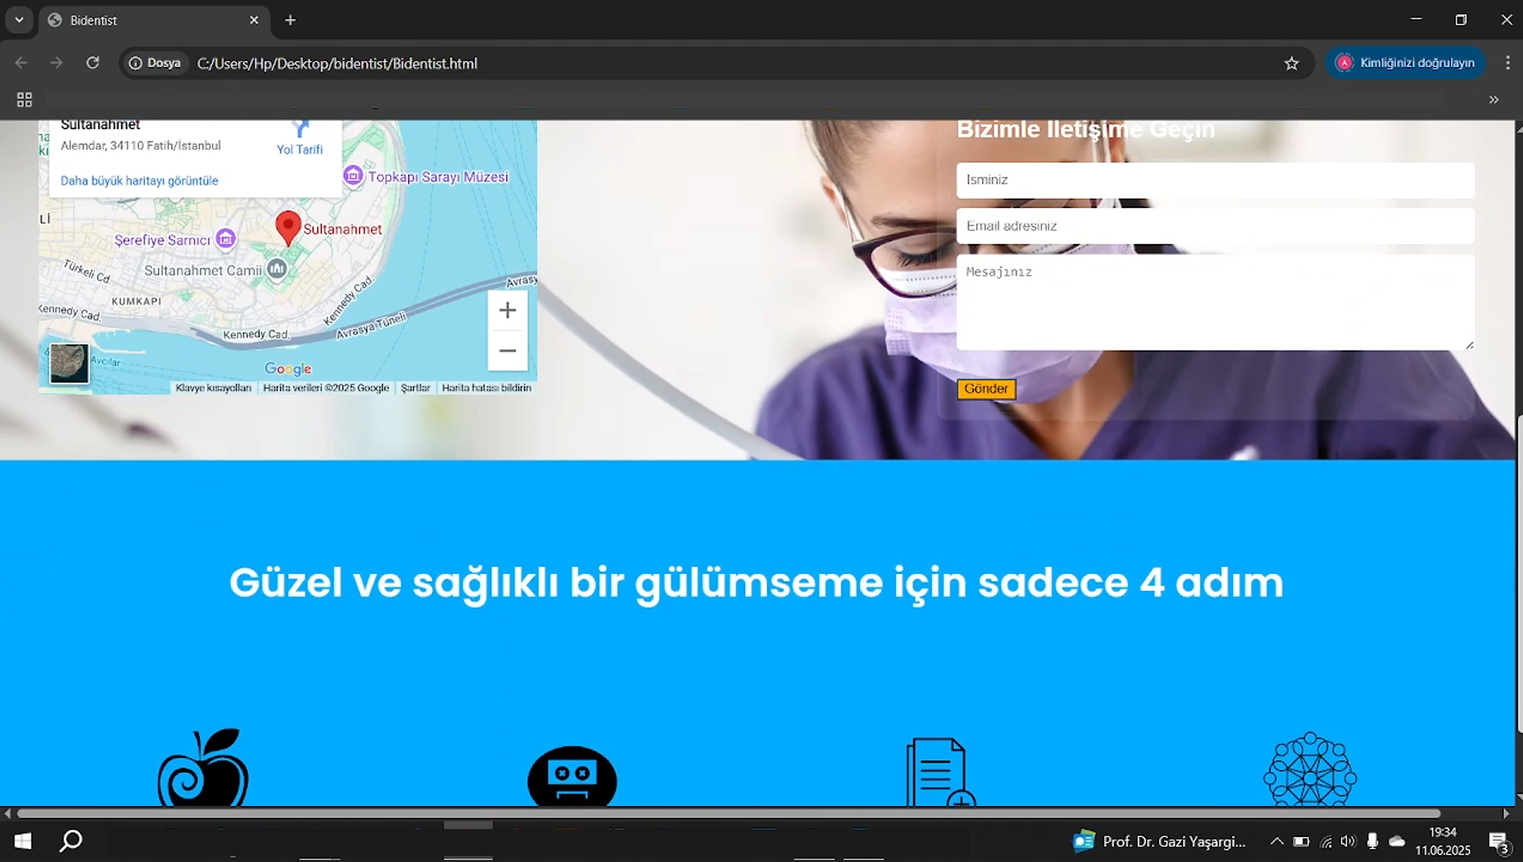 Bidentist
Dosya
C:/Users/Hp/Desktop/bidentist/Bidentist.html
Kimliğinizi doğrulayın
Sultanahmet
Alemdar, 34110 Fatih/İstanbul
Yol Tarifi
Daha büyük haritayı görüntüle
Topkapı Sarayı Müzesi
Lİ
Şerefiye Sarnıcı
Sultanahmet
Sultanahmet Camii
Türkeli Cd.
KUMKAPI
Kennedy Cad.
Kennedy Cad.
Kennedy Cad.
Avrasya Tüneli
Avrasy
Avcılar
Google
Klavye kısayolları
Harita verileri ©2025 Google
Şartlar
Harita hatası bildirin
Bizimle İletişime Geçin
İsminiz
Email adresiniz
Mesajınız
Gönder
Güzel ve sağlıklı bir gülümseme için sadece 4 adım
Prof. Dr. Gazi Yaşargi...
19:34
11.06.2025
3